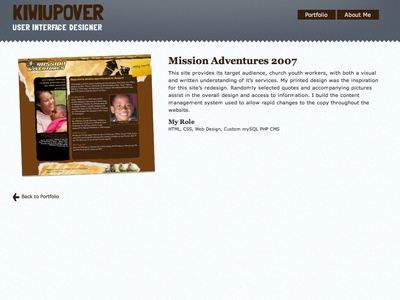 KIWIUPOVER
USER INTERFACE DESIGNER
Portfolio
About Me
Mission Adventures 2007
This site provides its target audience, church youth workers, with both a visual
and written understanding of it's services. My printed design was the inspiration
for this site's redesign. Randomly selected quotes and accompanying pictures
assist in the overall design and access to information. I build the content
management system used to allow rapid changes to the copy throughout the
website.
My Role
HTML, CSS, Web Design, Custom mySQL PHP CMS
MISSION
ADVENTURES
Back to Portfolio